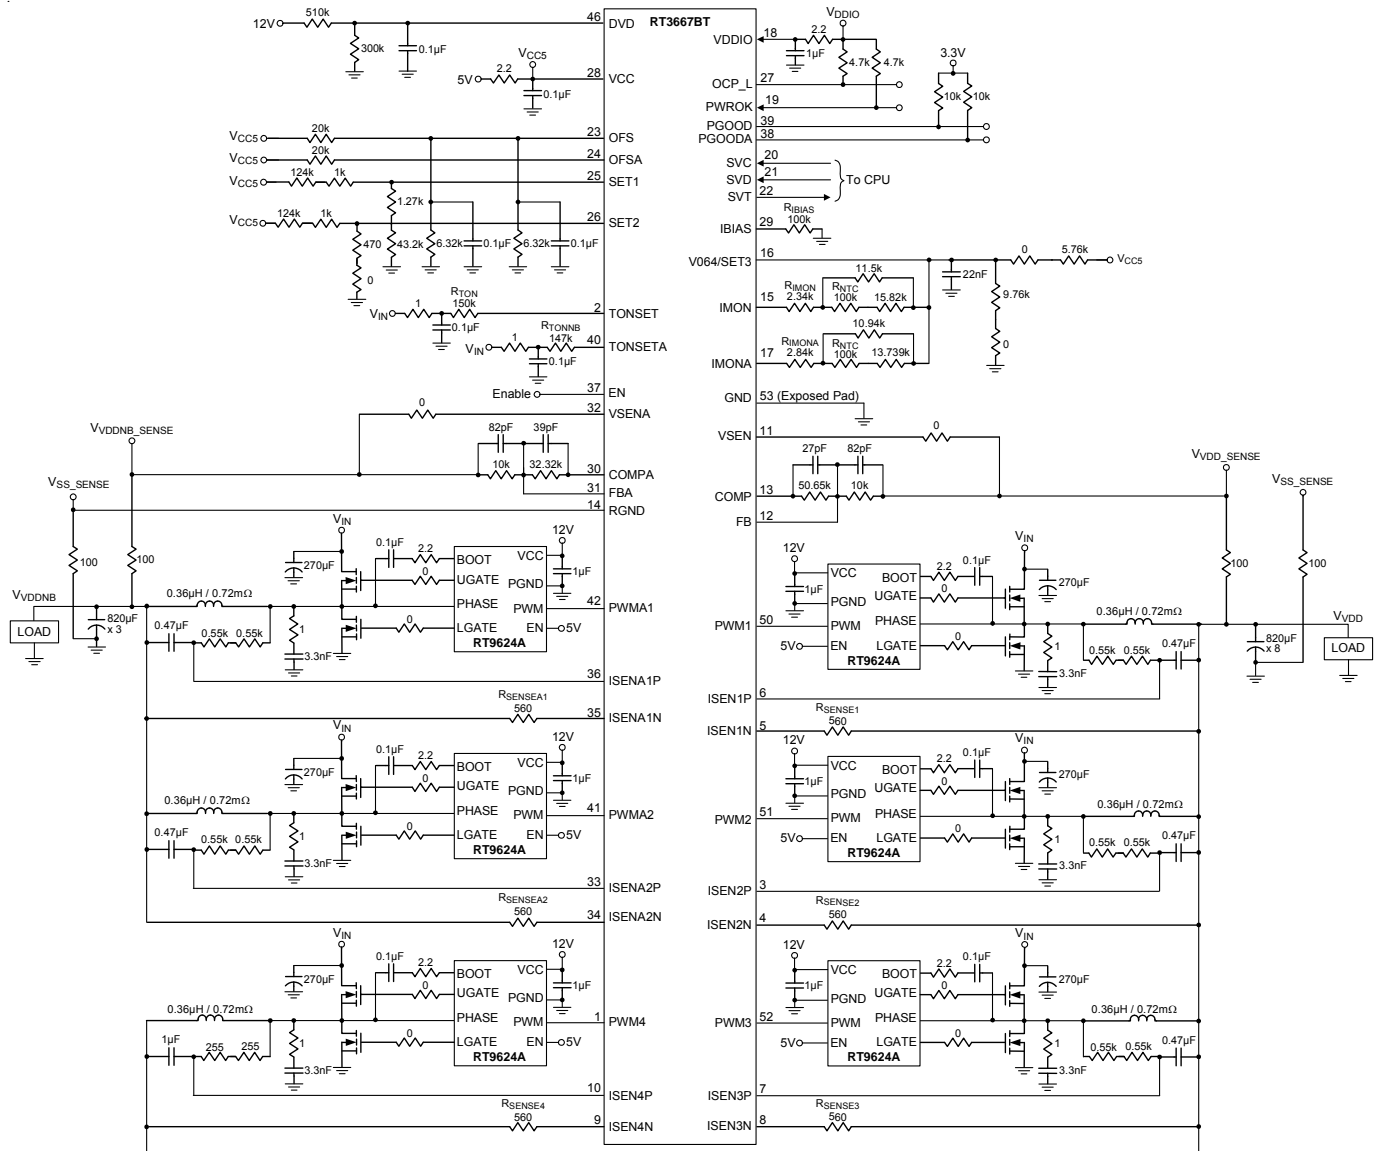 RT3667BT
12V
510k
300k
0.1µF
46 DVD
5V
2.2
VCC5
0.1µF
28 VCC
VCC5
20k
23 OFS
VCC5
20k
24 OFSA
VCC5
124k
1k
25 SET1
1.27k
VCC5
124k
1k
26 SET2
470
43.2k
6.32k
0.1µF
6.32k
0.1µF
0
VIN
1
RTON
150k
0.1µF
2 TONSET
VIN
1
RTONNB
147k
0.1µF
40 TONSETA
Enable
37 EN
0
32 VSENA
VVDDNB_SENSE
82pF
39pF
10k
32.32k
30 COMPA
31 FBA
VSS_SENSE
14 RGND
100
100
VVDDNB
LOAD
820µF
x 3
VDDIO
18
2.2
VDDIO
1µF
4.7k
4.7k
3.3V
10k
10k
OCP_L 27
PWROK 19
PGOOD 39
PGOODA 38
SVC 20
SVD 21
SVT 22
To CPU
IBIAS 29
RIBIAS
100k
V064/SET3 16
0
5.76k
VCC5
22nF
9.76k
0
11.5k
IMON 15
RIMON
2.34k
RNTC
100k
15.82k
10.94k
IMONA 17
RIMONA
2.84k
RNTC
100k
13.739k
GND 53 (Exposed Pad)
VSEN 11
0
27pF
82pF
COMP 13
50.65k
10k
FB 12
VVDD_SENSE
VSS_SENSE
100
100
VVDD
LOAD
820µF
x 8
VIN
270µF
0.1µF
2.2
0
0
BOOT
UGATE
PHASE
LGATE
VCC
PGND
PWM
EN
RT9624A
12V
1µF
5V
42 PWMA1
0.36µH / 0.72mΩ
0.47µF
0.55k 0.55k
1
3.3nF
36 ISENA1P
RSENSEA1
560
35 ISENA1N
12V
1µF
VCC
PGND
PWM
EN
BOOT
UGATE
PHASE
LGATE
RT9624A
5V
2.2
0.1µF
0
0
VIN
270µF
PWM1 50
0.36µH / 0.72mΩ
0.55k 0.55k
0.47µF
1
3.3nF
ISEN1P 6
RSENSE1
560
ISEN1N 5
VIN
270µF
0.1µF
2.2
0
0
BOOT
UGATE
PHASE
LGATE
VCC
PGND
PWM
EN
RT9624A
12V
1µF
5V
41 PWMA2
0.36µH / 0.72mΩ
0.47µF
0.55k 0.55k
1
3.3nF
33 ISENA2P
RSENSEA2
560
34 ISENA2N
12V
1µF
VCC
PGND
PWM
EN
BOOT
UGATE
PHASE
LGATE
RT9624A
5V
2.2
0.1µF
0
0
VIN
270µF
PWM2 51
0.36µH / 0.72mΩ
0.55k 0.55k
0.47µF
1
3.3nF
ISEN2P 3
RSENSE2
560
ISEN2N 4
VIN
270µF
0.1µF
2.2
0
0
BOOT
UGATE
PHASE
LGATE
VCC
PGND
PWM
EN
RT9624A
12V
1µF
5V
1 PWM4
0.36µH / 0.72mΩ
1µF
255 255
1
3.3nF
10 ISEN4P
RSENSE4
560
9 ISEN4N
12V
1µF
VCC
PGND
PWM
EN
BOOT
UGATE
PHASE
LGATE
RT9624A
5V
2.2
0.1µF
0
0
VIN
270µF
PWM3 52
0.36µH / 0.72mΩ
0.55k 0.55k
0.47µF
1
3.3nF
ISEN3P 7
RSENSE3
560
ISEN3N 8